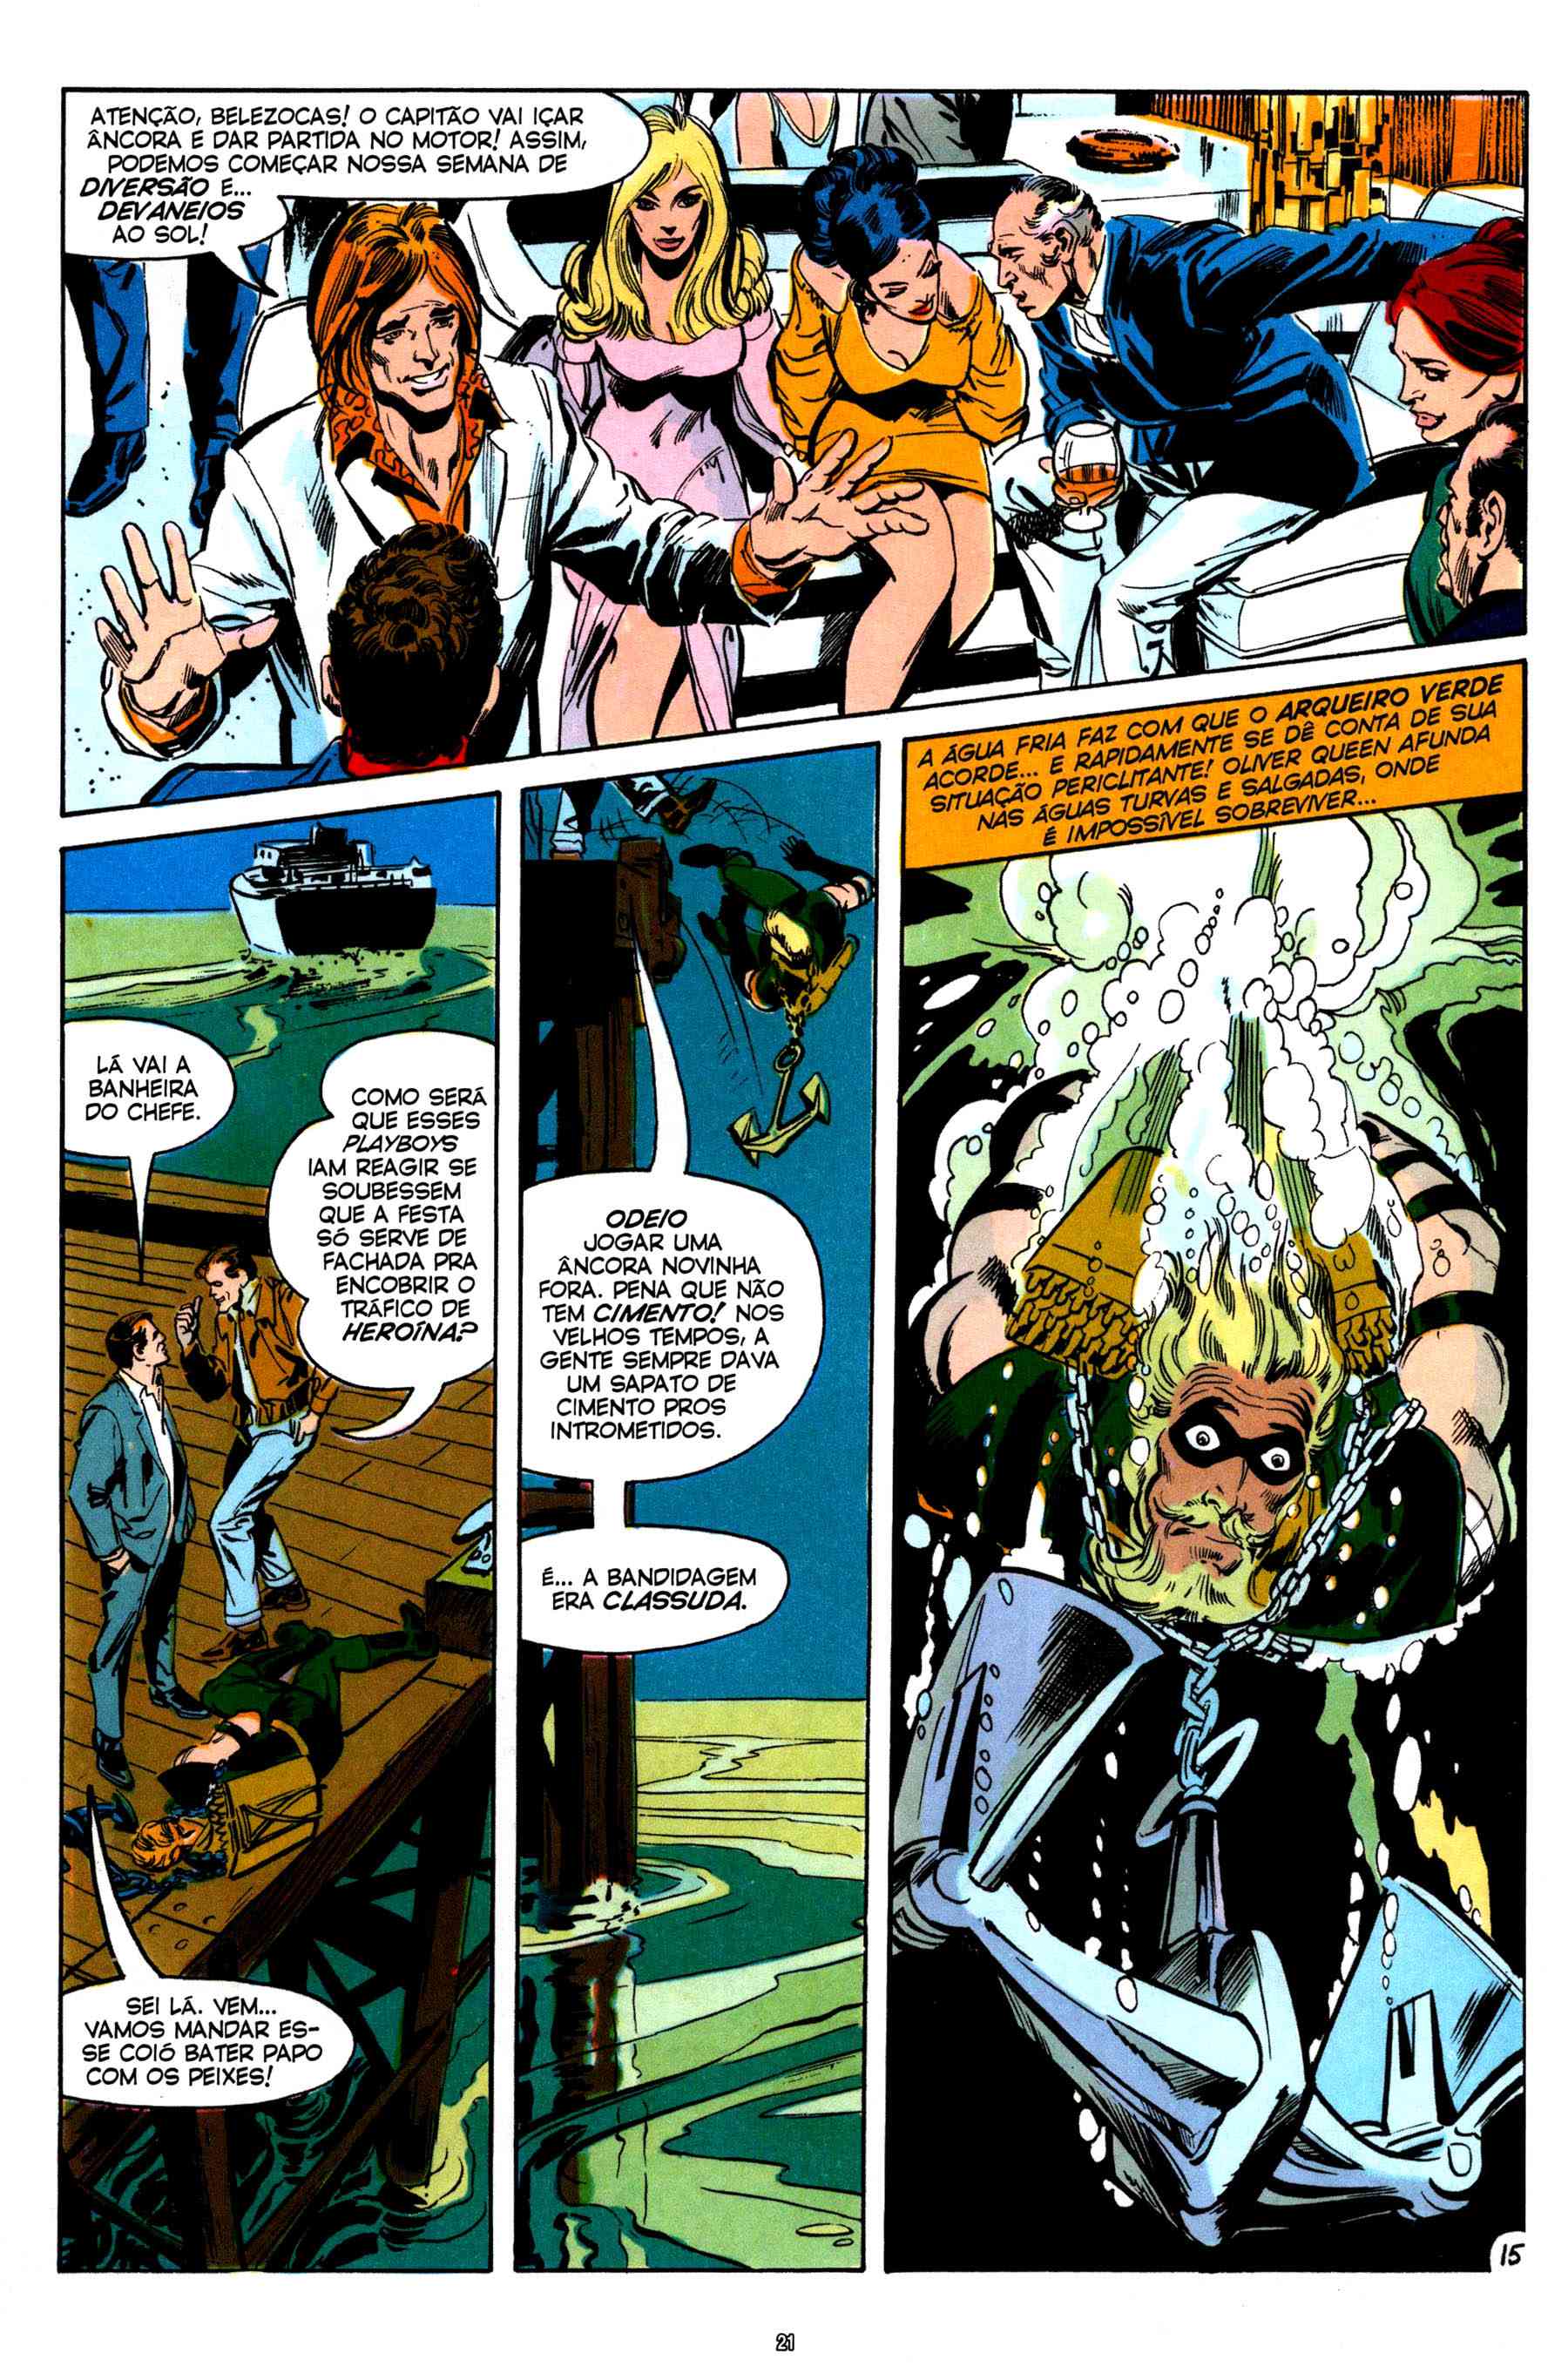 ATENÇÃO, BELEZOCAS! O CAPITÃO VAI IÇAR
ÂNCORA E DAR PARTIDA NO MOTOR! ASSIM,
PODEMOS COMEÇAR NOSSA SEMANA DE
DIVERSÃO E...
DEVANEIOS
AO SOL!
LÁ VAI A
BANHEIRA
DO CHEFE.
COMO SERÁ
QUE ESSES
PLAYBOYS
IAM REAGIR SE
SOUBESSEM
QUE A FESTA
SÓ SERVE DE
FACHADA PRA
ENCOBRIR O
TRÁFICO DE
HEROÍNA?
SEI LÁ. VEM...
VAMOS MANDAR ES-
SE COIÓ BATER PAPO
COM OS PEIXES!
ODEIO
JOGAR UMA
ÂNCORA NOVINHA
FORA. PENA QUE NÃO
TEM CIMENTO! NOS
VELHOS TEMPOS, A
GENTE SEMPRE DAVA
UM SAPATO DE
CIMENTO PROS
INTROMETIDOS.
É... A BANDIDAGEM
ERA CLASSUDA.
A ÁGUA FRIA FAZ COM QUE O ARQUEIRO VERDE
ACORDE... E RAPIDAMENTE SE DÊ CONTA DE SUA
SITUAÇÃO PERICLITANTE! OLIVER QUEEN AFUNDA
NAS ÁGUAS TURVAS E SALGADAS, ONDE
É IMPOSSÍVEL SOBREVIVER...
15
21